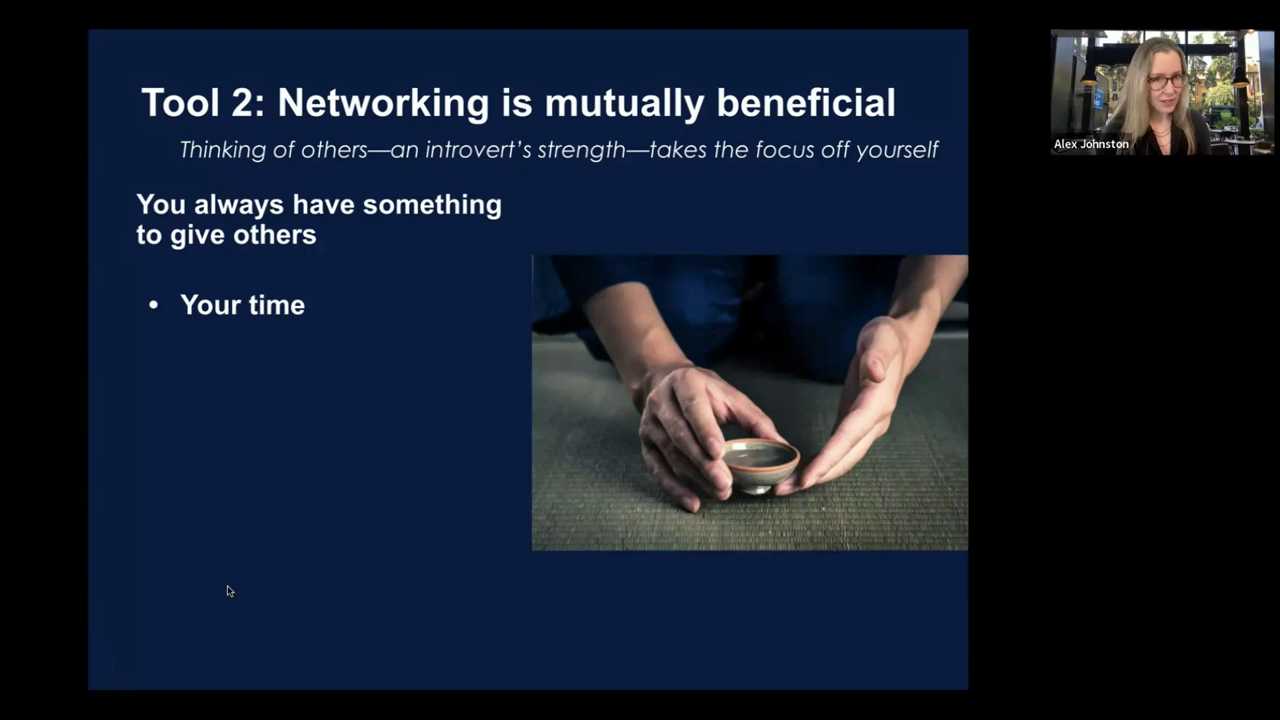 Tool 2: Networking is mutually beneficial
Thinking of others—an introvert's strength—takes the focus off yourself
You always have something
to give others
• Your time
Alex Johnston